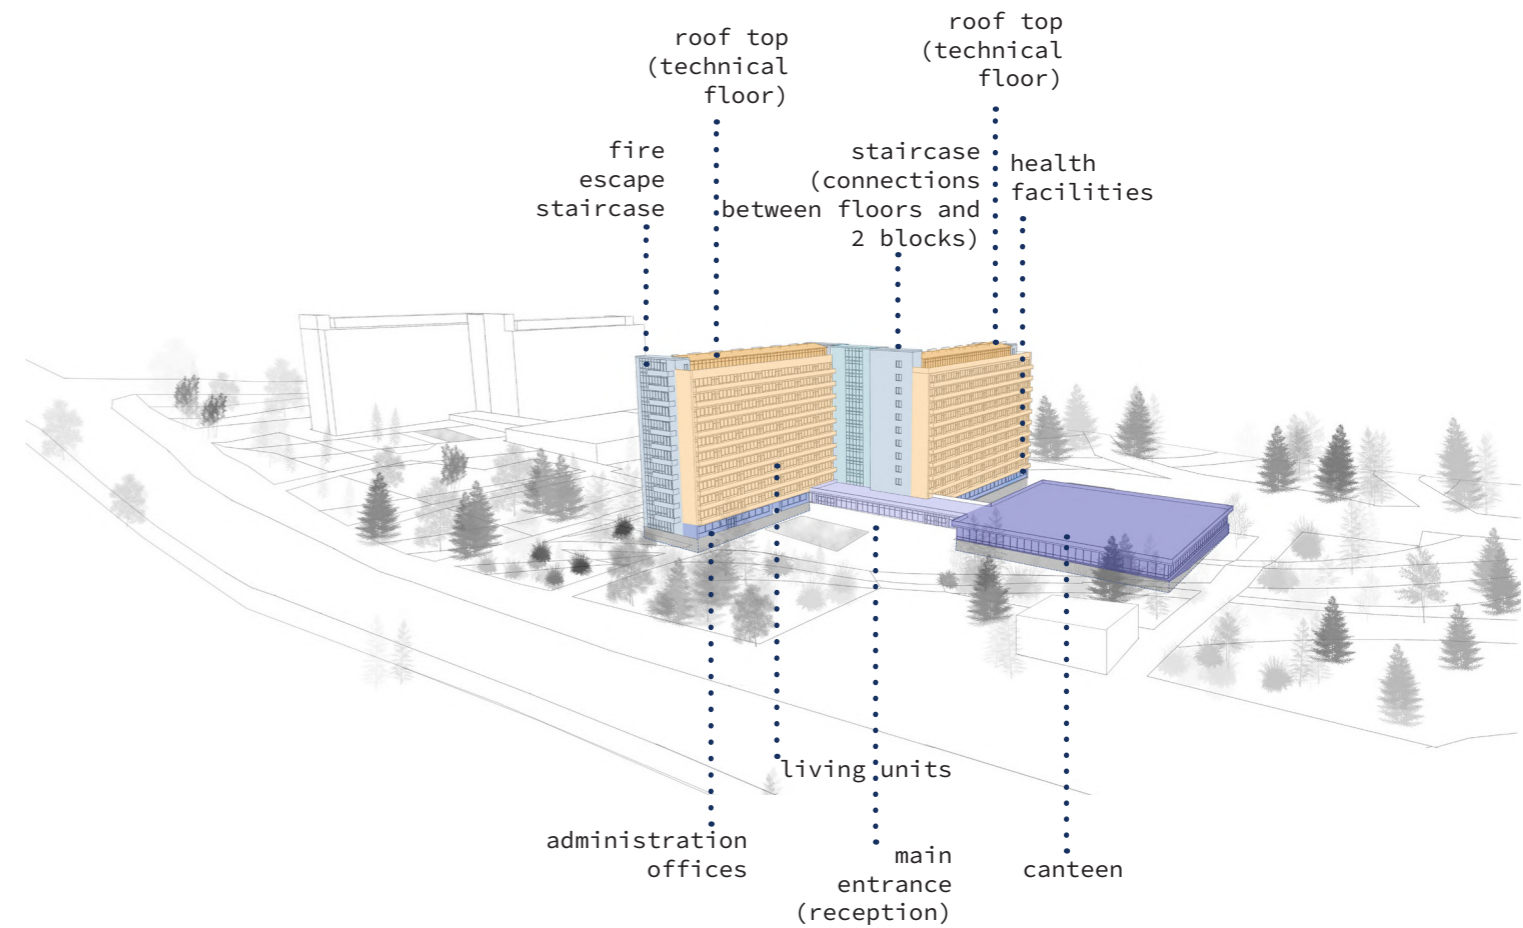 roof top
(technical
floor)
roof top
(technical
floor)
fire
escape
staircase
staircase
(connections
between floors and
2 blocks)
health
facilities
living units
administration
offices
main
entrance
(reception)
canteen